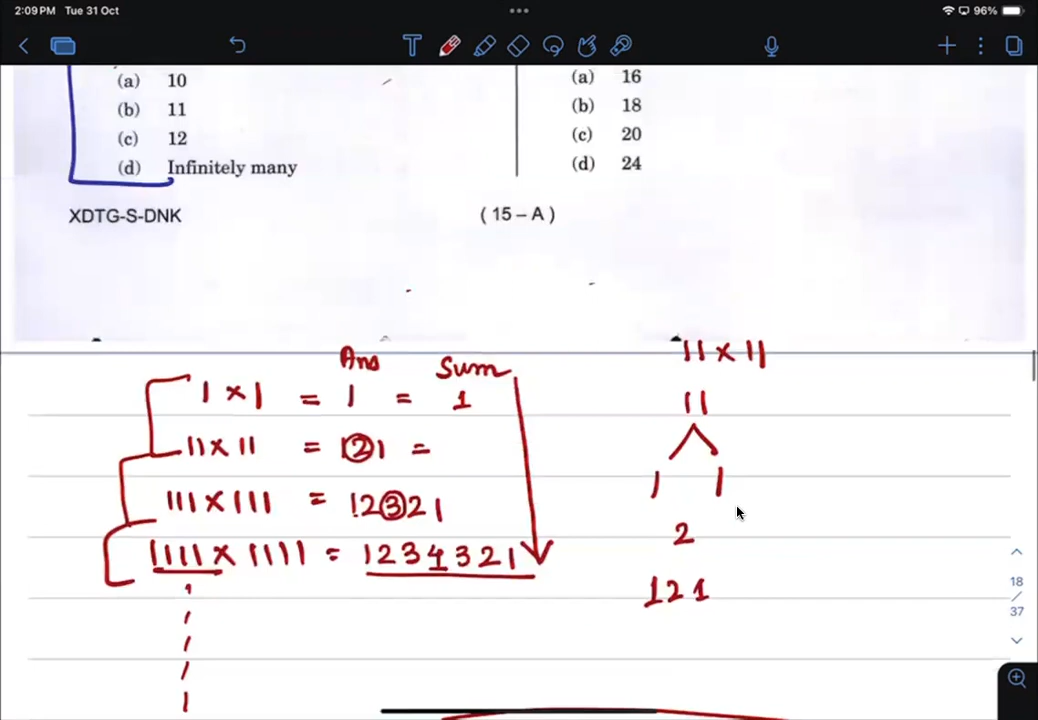 2:09 PM Tue 31 Oct
96%
T
(a) 10
(b) 11
(c) 12
(d) Infinitely many
(a) 16
(b) 18
(c) 20
(d) 24
XDTG-S-DNK
( 15 – A )
Ans Sum
1 × 1 = 1 = 1
11 × 11 = 121 =
111 × 111 = 12321
1111 × 1111 = 1234321
11 × 11
11
1 1
2
121
18
37